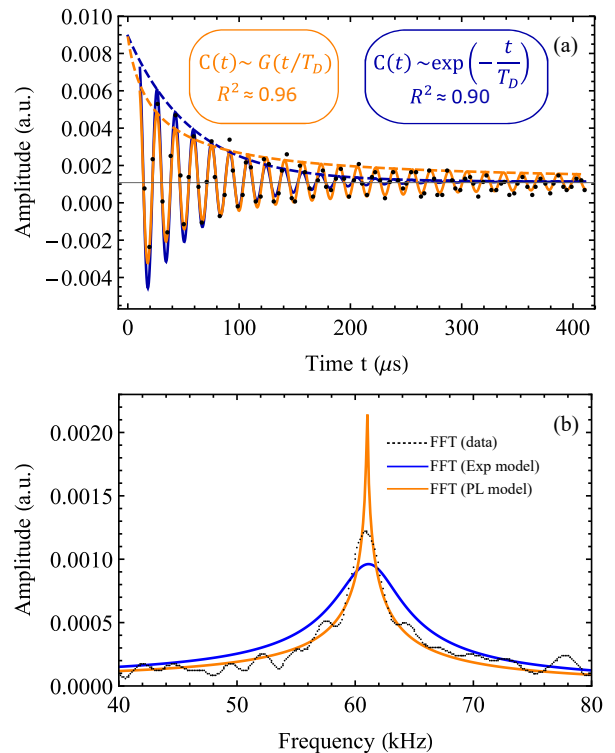 0.010
0.008
0.006
0.004
0.002
0.000
−0.002
−0.004
Amplitude (a.u.)
C(t)~ G(t/T_D)
R² ≈ 0.96
C(t)~exp(−t/T_D)
R² ≈ 0.90
(a)
0 100 200 300 400
Time t (μs)
(b)
0.0020
0.0015
0.0010
0.0005
0.0000
Amplitude (a.u.)
FFT (data)
FFT (Exp model)
FFT (PL model)
40 50 60 70 80
Frequency (kHz)